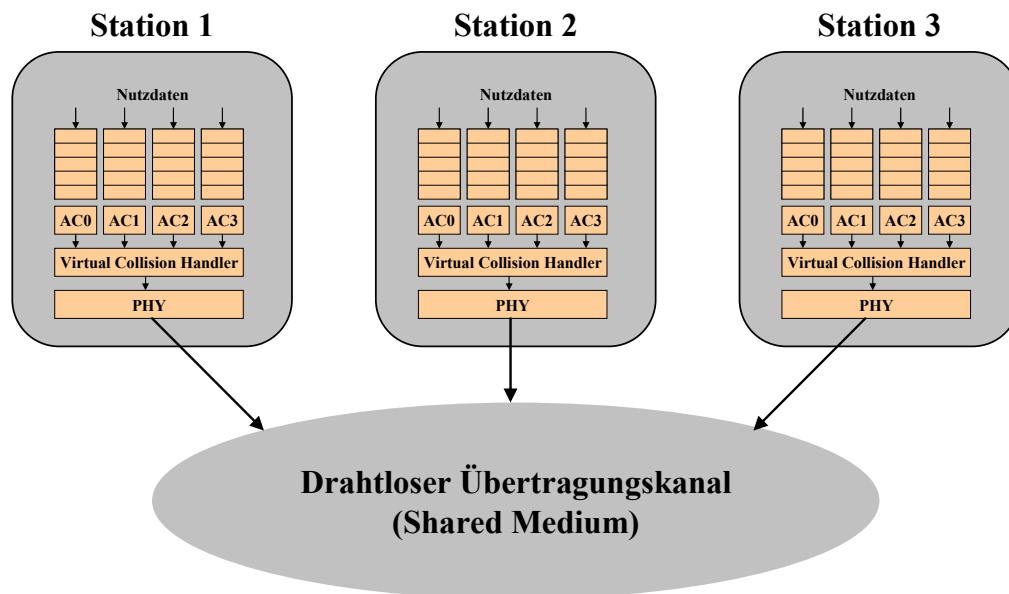 Station 1
Station 2
Station 3
Nutzdaten
Nutzdaten
Nutzdaten
AC0 AC1 AC2 AC3
AC0 AC1 AC2 AC3
AC0 AC1 AC2 AC3
Virtual Collision Handler
Virtual Collision Handler
Virtual Collision Handler
PHY
PHY
PHY
Drahtloser Übertragungskanal
(Shared Medium)